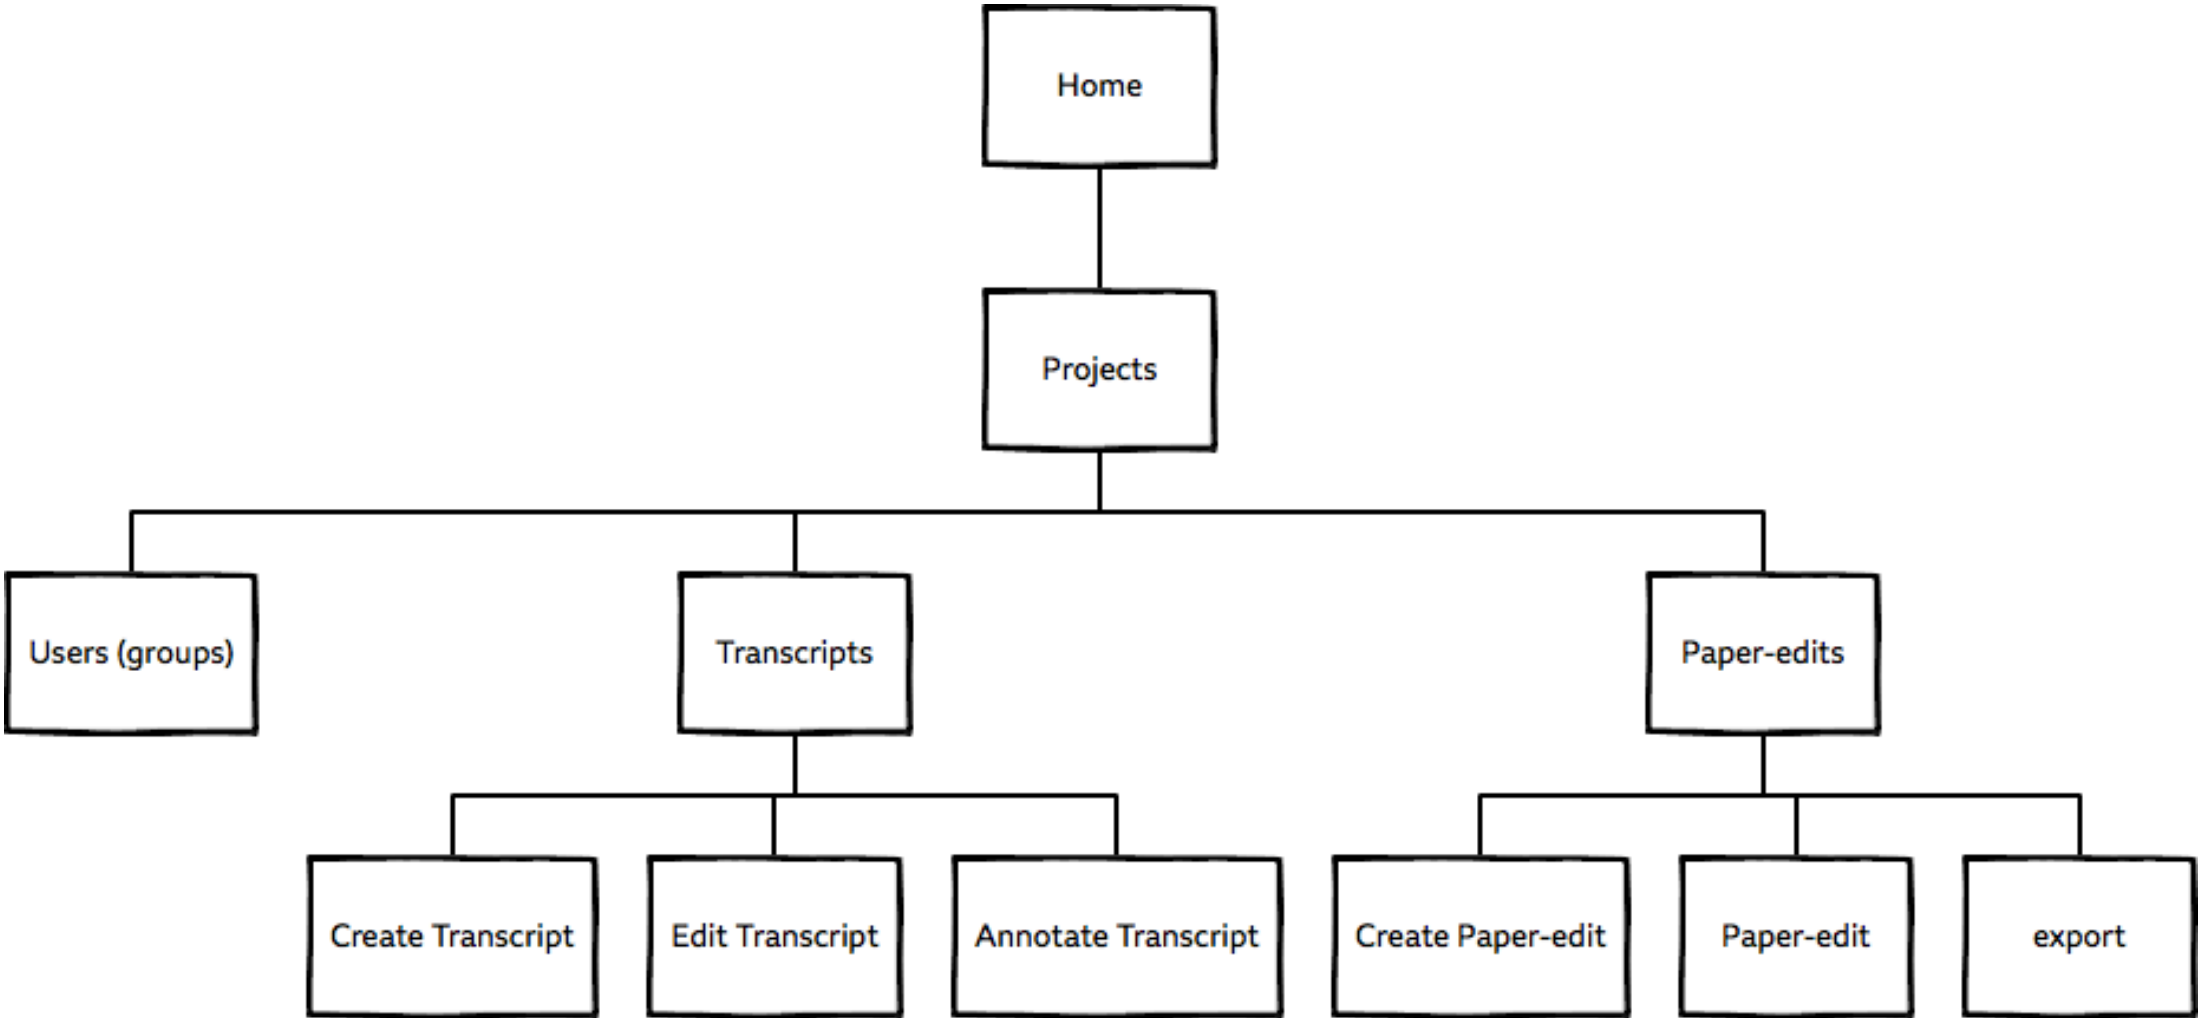 Home
Projects
Users (groups)
Transcripts
Paper-edits
Create Transcript
Edit Transcript
Annotate Transcript
Create Paper-edit
Paper-edit
export